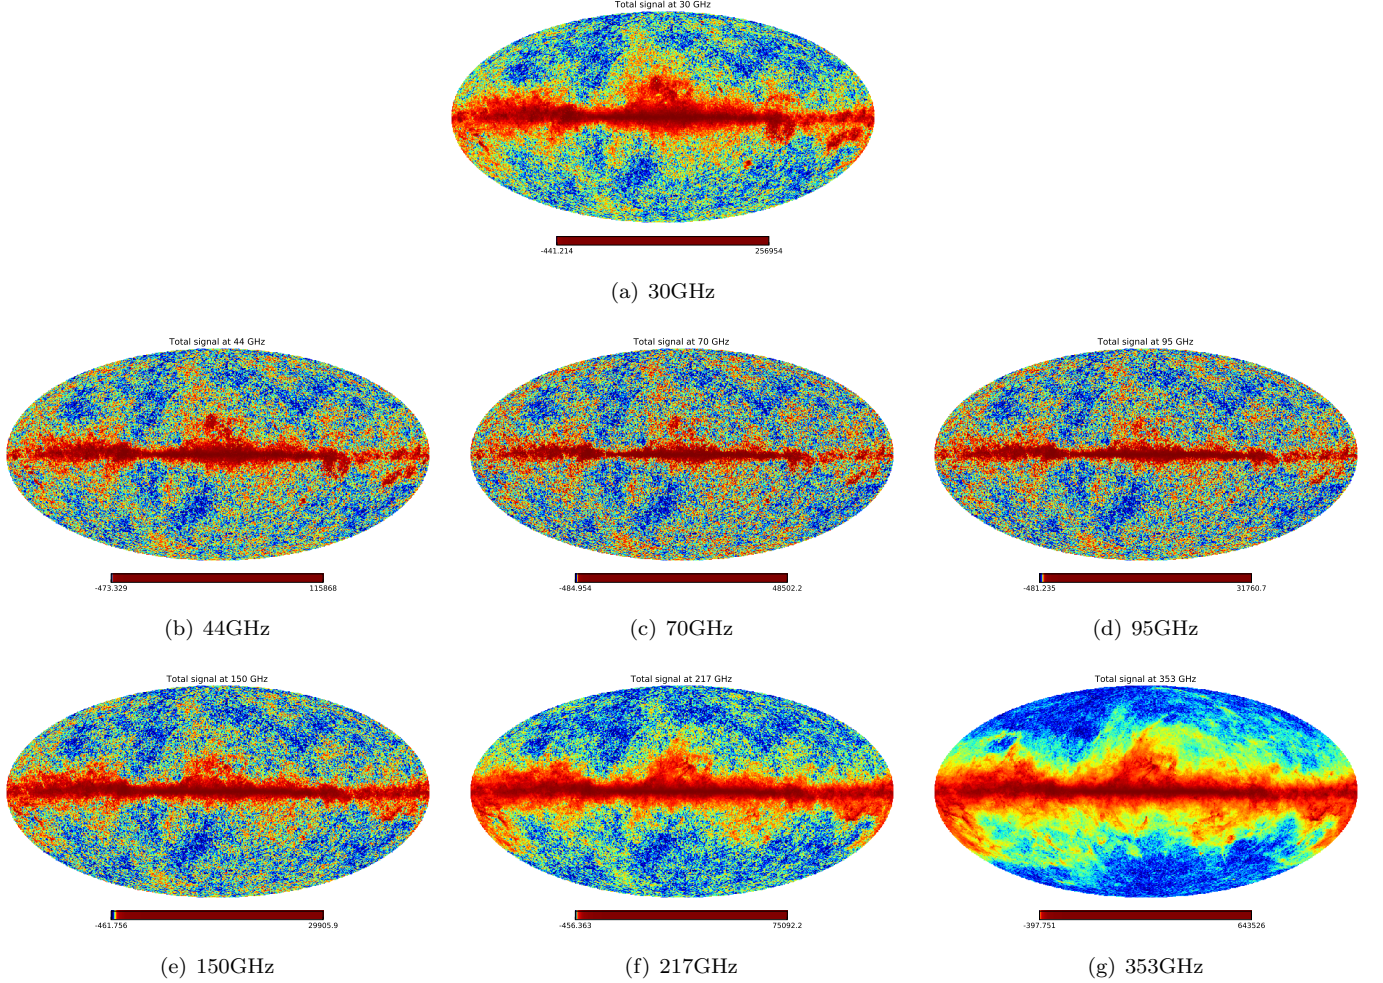 Total signal at 30 GHz
-441.214 256954
(a) 30GHz
Total signal at 44 GHz Total signal at 70 GHz Total signal at 95 GHz
-473.329 115868 -484.954 48502.2 -481.235 31760.7
(b) 44GHz (c) 70GHz (d) 95GHz
Total signal at 150 GHz Total signal at 217 GHz Total signal at 353 GHz
-461.756 29905.9 -456.363 75092.2 -397.751 643526
(e) 150GHz (f) 217GHz (g) 353GHz